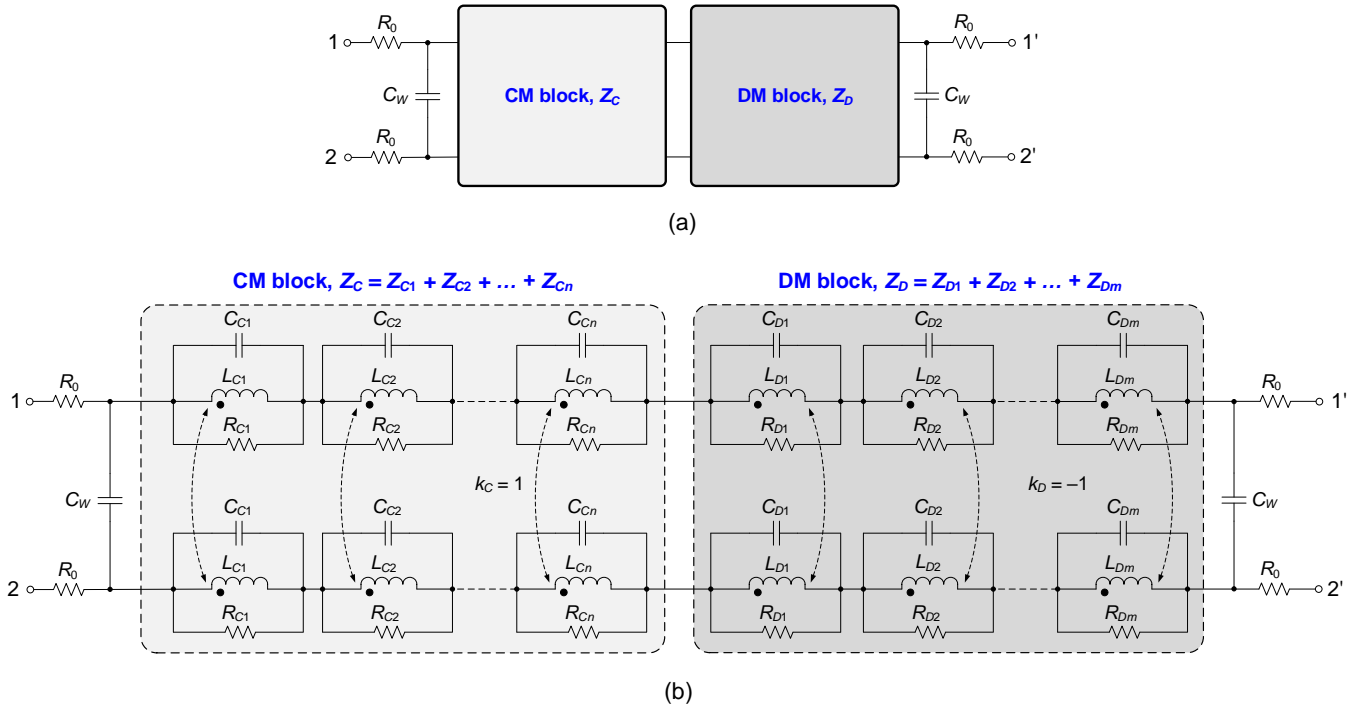 R0 R0
1 1'
CW CM block, ZC DM block, ZD CW
R0 R0
2 2'
(a)
CM block, ZC = ZC1 + ZC2 + … + ZCn DM block, ZD = ZD1 + ZD2 + … + ZDm
CC1 CC2 CCn CD1 CD2 CDm
LC1 LC2 LCn LD1 LD2 LDm
R0 R0
1 1'
RC1 RC2 RCn RD1 RD2 RDm
kC = 1 kD = –1
CW CW
CC1 CC2 CCn CD1 CD2 CDm
LC1 LC2 LCn LD1 LD2 LDm
R0 R0
2 2'
RC1 RC2 RCn RD1 RD2 RDm
(b)